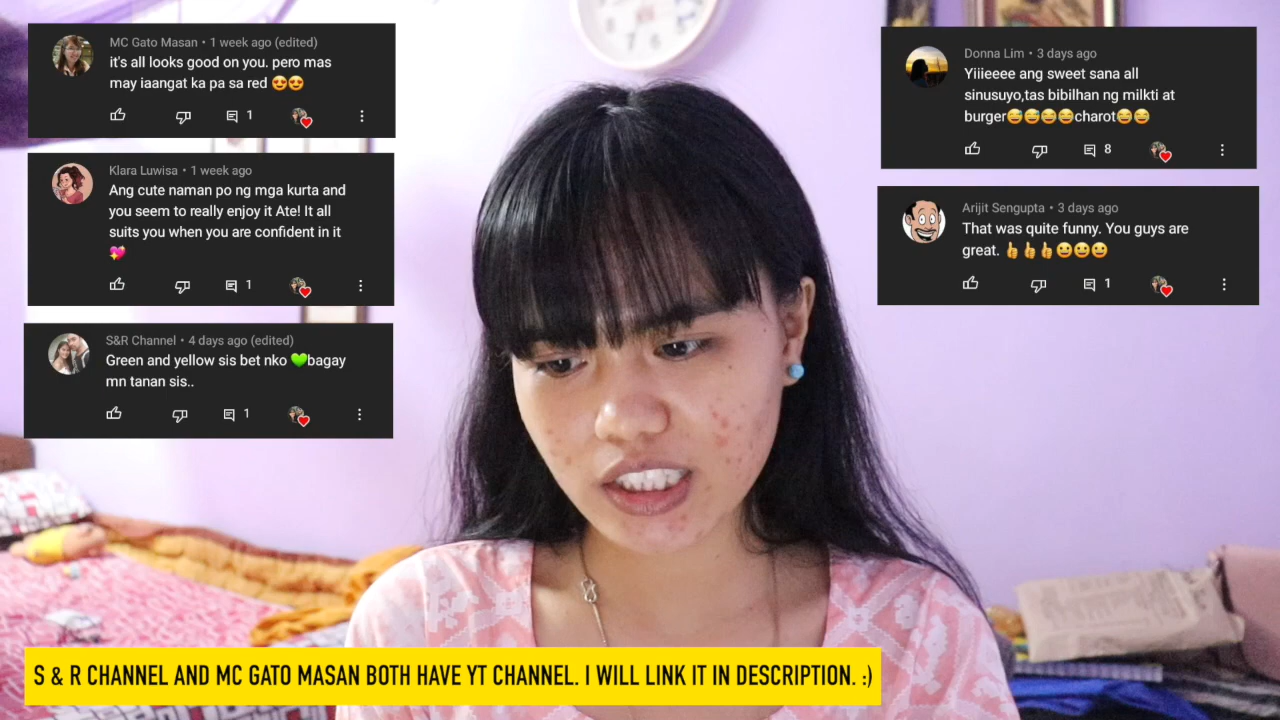 MC Gato Masan • 1 week ago (edited)
it's all looks good on you. pero mas
may iaangat ka pa sa red 😍😍
1
Klara Luwisa • 1 week ago
Ang cute naman po ng mga kurta and
you seem to really enjoy it Ate! It all
suits you when you are confident in it
💖
1
S&R Channel • 4 days ago (edited)
Green and yellow sis bet nko 💚bagay
mn tanan sis..
1
Donna Lim • 3 days ago
Yiiieeee ang sweet sana all
sinusuyo,tas bibilhan ng milkti at
burger😅😅😅😅charot😅😅
8
Arijit Sengupta • 3 days ago
That was quite funny. You guys are
great. 👍👍👍😀😀😀
1
S & R CHANNEL AND MC GATO MASAN BOTH HAVE YT CHANNEL. I WILL LINK IT IN DESCRIPTION. :)